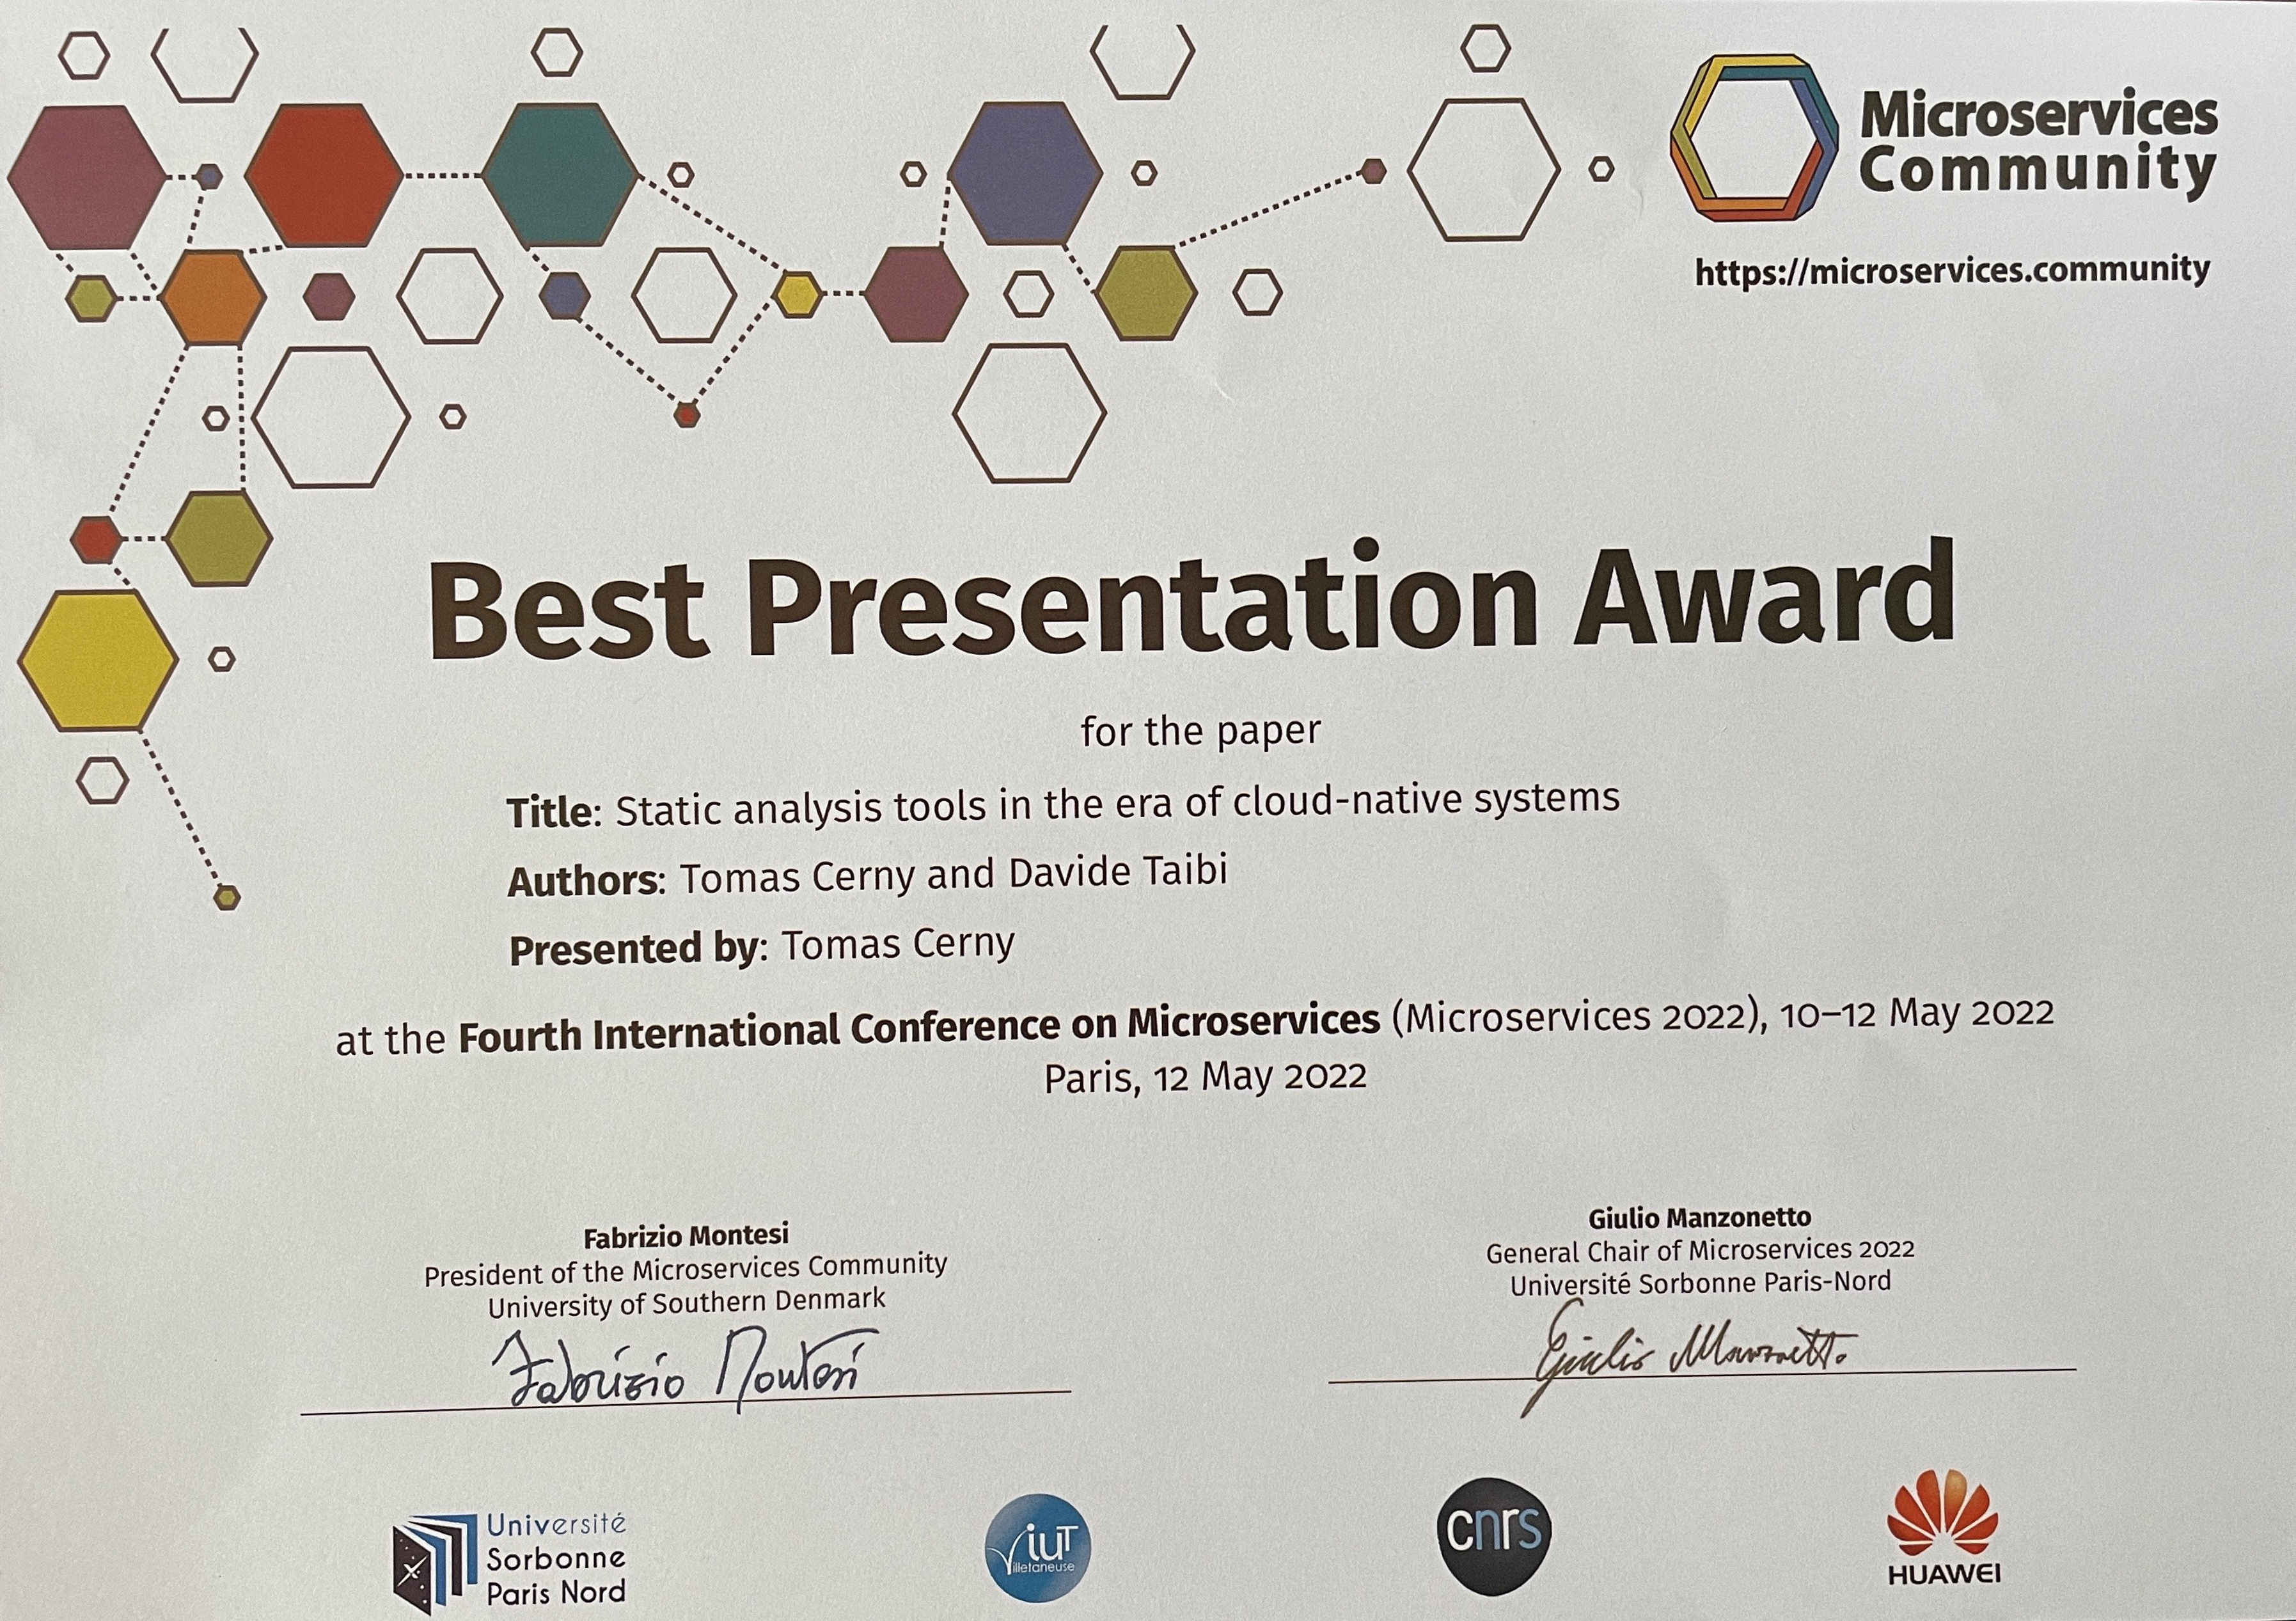 Microservices
Community
https://microservices.community
Best Presentation Award
for the paper
Title: Static analysis tools in the era of cloud-native systems
Authors: Tomas Cerny and Davide Taibi
Presented by: Tomas Cerny
at the Fourth International Conference on Microservices (Microservices 2022), 10–12 May 2022
Paris, 12 May 2022
Fabrizio Montesi
President of the Microservices Community
University of Southern Denmark
Fabrizio Montesi
Giulio Manzonetto
General Chair of Microservices 2022
Université Sorbonne Paris-Nord
Giulio Manzonetto
Université
Sorbonne
Paris Nord
iUT
Villetaneuse
cnrs
HUAWEI